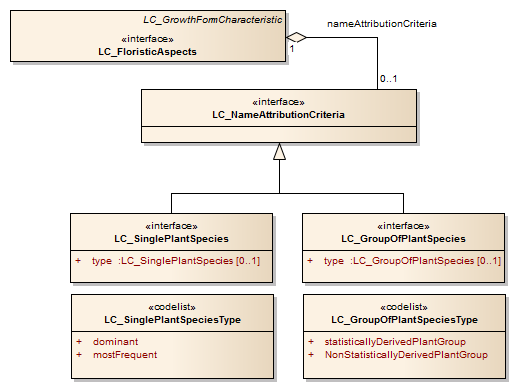 LC_GrowthFormCharacteristic
«interface»
LC_FloristicAspects
nameAttributionCriteria
1
0..1
«interface»
LC_NameAttributionCriteria
«interface»
LC_SinglePlantSpecies
+ type :LC_SinglePlantSpecies [0..1]
«interface»
LC_GroupOfPlantSpecies
+ type :LC_GroupOfPlantSpecies [0..1]
«codelist»
LC_SinglePlantSpeciesType
+ dominant
+ mostFrequent
«codelist»
LC_GroupOfPlantSpeciesType
+ statisticallyDerivedPlantGroup
+ NonStatisticallyDerivedPlantGroup